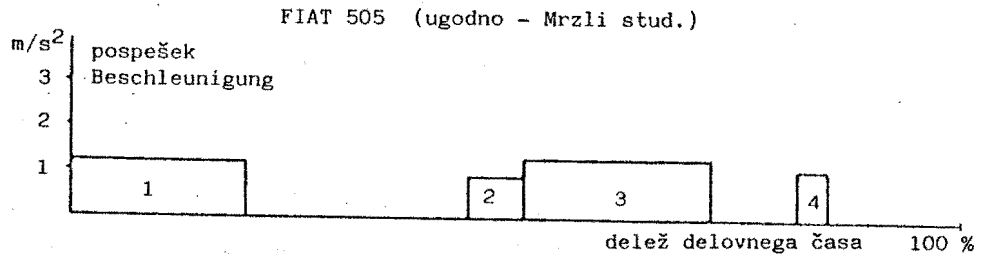 FIAT 505 (ugodno - Mrzli stud.)
m/s2
pospešek
Beschleunigung
3
2
1
1
2
3
4
delež delovnega časa 100 %